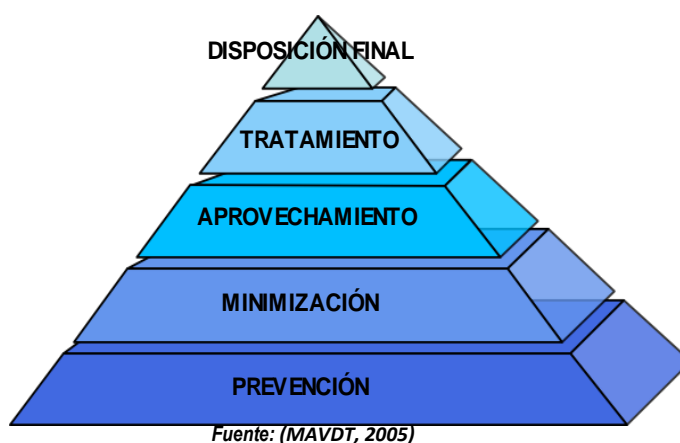 DISPOSICIÓN FINAL
TRATAMIENTO
APROVECHAMIENTO
MINIMIZACIÓN
PREVENCIÓN
Fuente: (MAVDT, 2005)